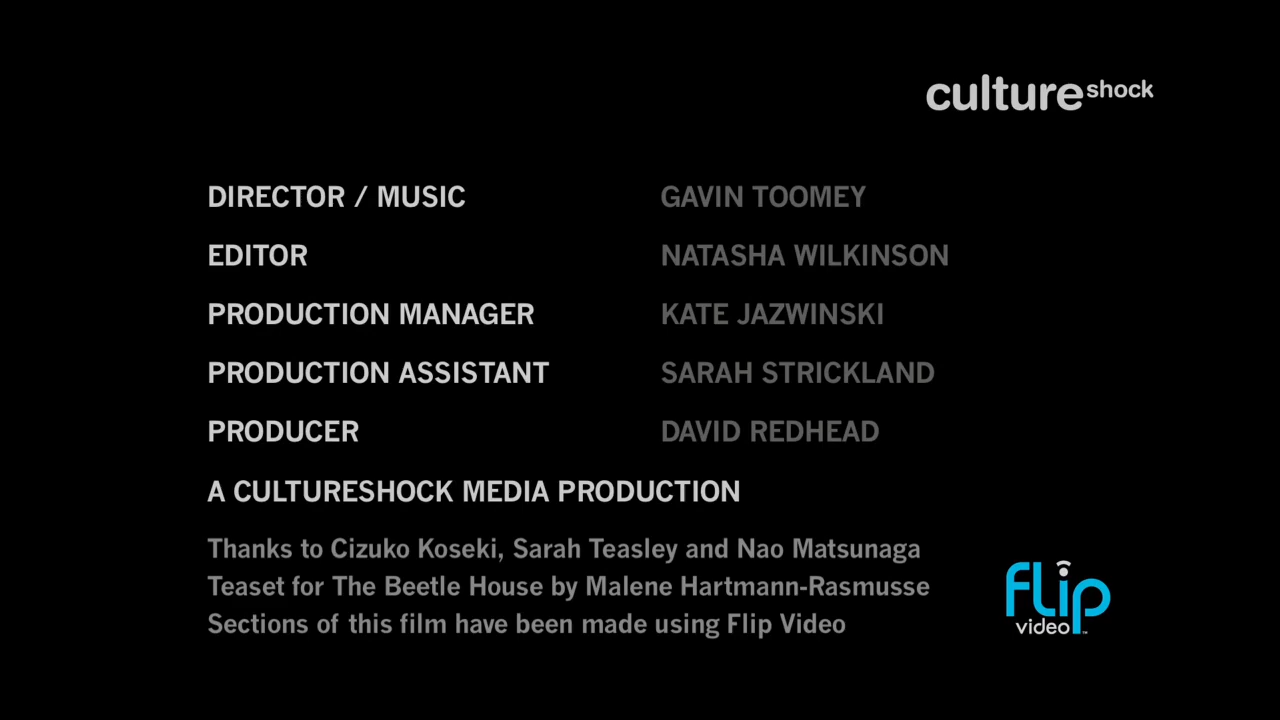 cultureshock
DIRECTOR / MUSIC GAVIN TOOMEY
EDITOR NATASHA WILKINSON
PRODUCTION MANAGER KATE JAZWINSKI
PRODUCTION ASSISTANT SARAH STRICKLAND
PRODUCER DAVID REDHEAD
A CULTURESHOCK MEDIA PRODUCTION
Thanks to Cizuko Koseki, Sarah Teasley and Nao Matsunaga
Teaset for The Beetle House by Malene Hartmann-Rasmusse
Sections of this film have been made using Flip Video
FLip
video™